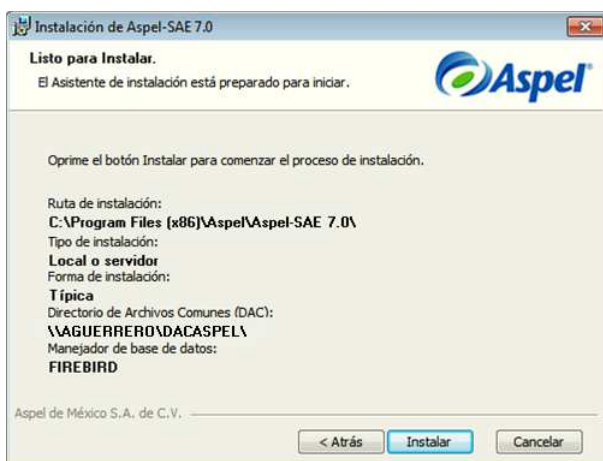 Instalación de Aspel-SAE 7.0
Listo para Instalar.
El Asistente de instalación está preparado para iniciar.
Aspel
Oprime el botón Instalar para comenzar el proceso de instalación.
Ruta de instalación:
C:\Program Files (x86)\Aspel\Aspel-SAE 7.0\
Tipo de instalación:
Local o servidor
Forma de instalación:
Típica
Directorio de Archivos Comunes (DAC):
\\AGUERRERO\DACASPEL\
Manejador de base de datos:
FIREBIRD
Aspel de México S.A. de C.V.
< Atrás Instalar Cancelar